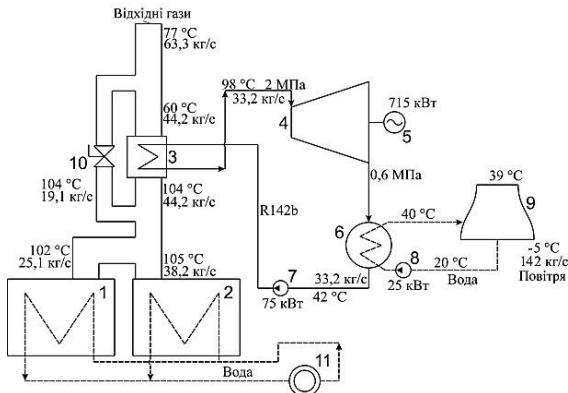 Відхідні гази
77 °C
63,3 кг/с
98 °C 2 МПа
33,2 кг/с
60 °C
44,2 кг/с
715 кВт
4
5
10
3
0,6 МПа
39 °C
9
104 °C
19,1 кг/с
104 °C
44,2 кг/с
R142b
6
40 °C
-5 °C
142 кг/с
Повітря
102 °C
25,1 кг/с
105 °C
38,2 кг/с
7
75 кВт
33,2 кг/с
42 °C
8
25 кВт
20 °C
Вода
1
2
Вода
11